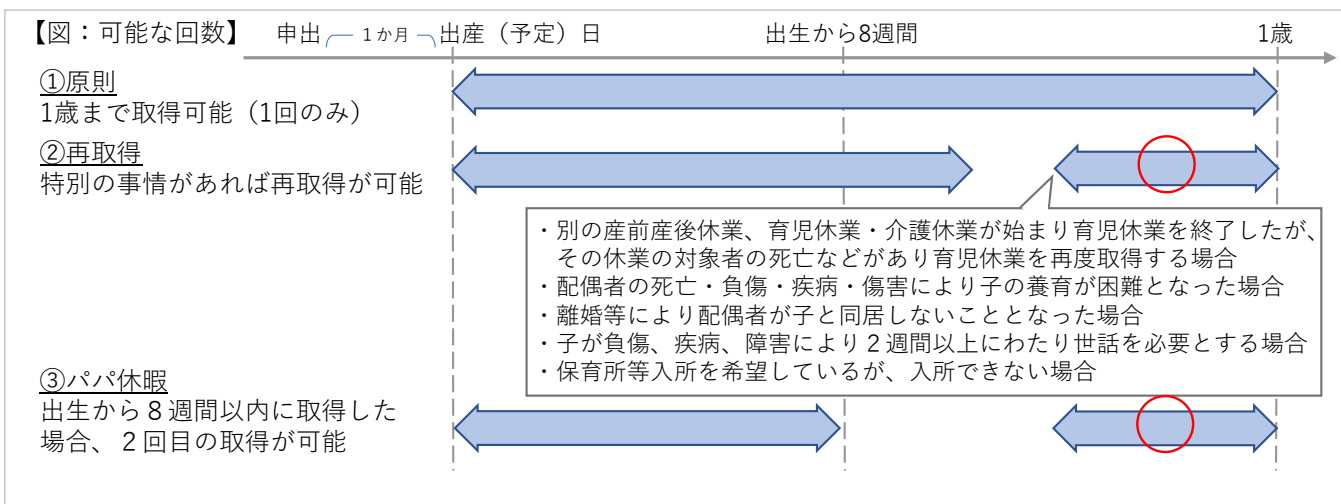 【図：可能な回数】 申出 1か月 出産（予定）日 出生から8週間 1歳
①原則
1歳まで取得可能（1回のみ）
②再取得
特別の事情があれば再取得が可能
・別の産前産後休業、育児休業・介護休業が始まり育児休業を終了したが、
その休業の対象者の死亡などがあり育児休業を再度取得する場合
・配偶者の死亡・負傷・疾病・傷害により子の養育が困難となった場合
・離婚等により配偶者が子と同居しないこととなった場合
・子が負傷、疾病、障害により２週間以上にわたり世話を必要とする場合
・保育所等入所を希望しているが、入所できない場合
③パパ休暇
出生から８週間以内に取得した
場合、２回目の取得が可能